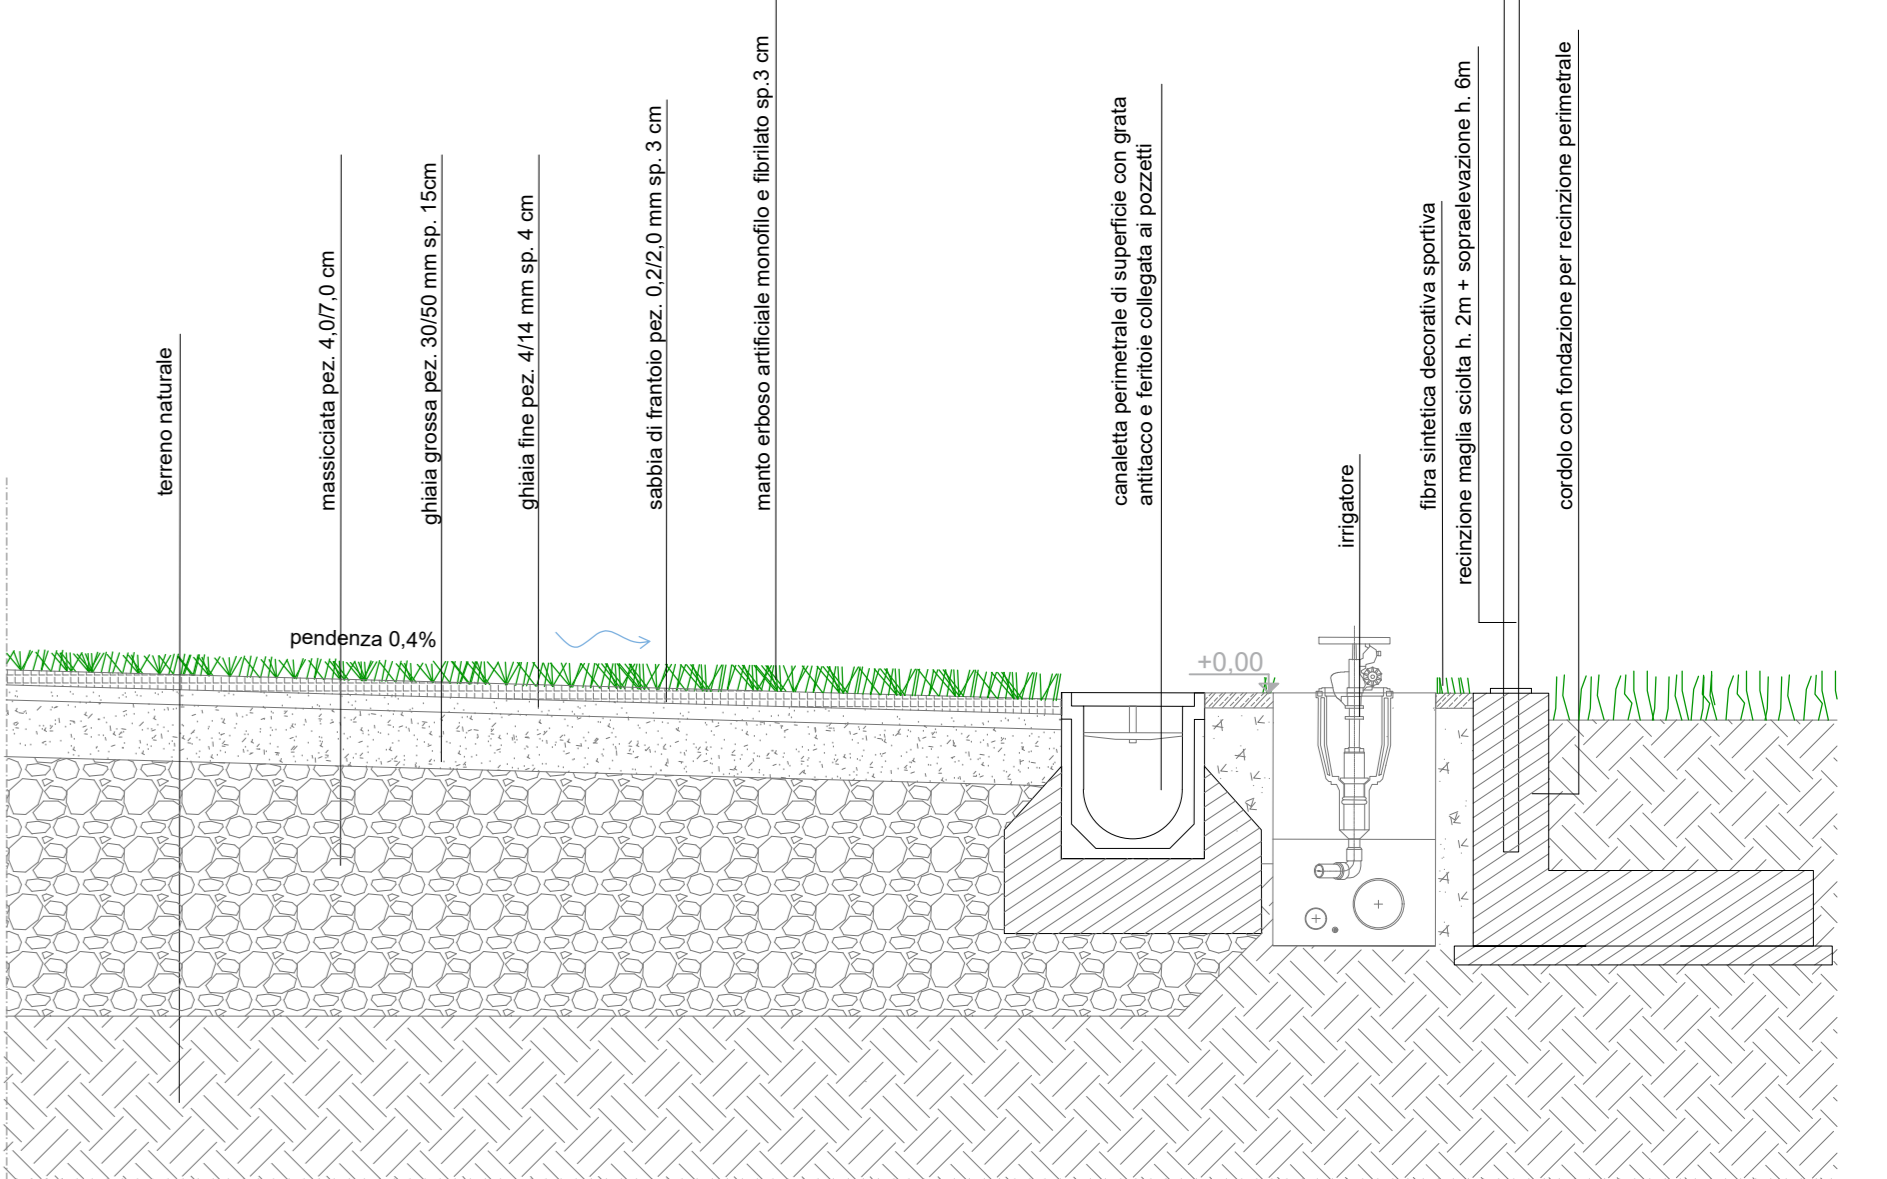 terreno naturale
massicciata pez. 4,0/7,0 cm
ghiaia grossa pez. 30/50 mm sp. 15cm
ghiaia fine pez. 4/14 mm sp. 4 cm
sabbia di frantoio pez. 0,2/2,0 mm sp. 3 cm
manto erboso artificiale monofilo e fibrilato sp.3 cm
canaletta perimetrale di superficie con grata
antitacco e feritoie collegata ai pozzetti
irrigatore
fibra sintetica decorativa sportiva
recinzione maglia sciolta h. 2m + sopraelevazione h. 6m
cordolo con fondazione per recinzione perimetrale
pendenza 0,4%
+0,00